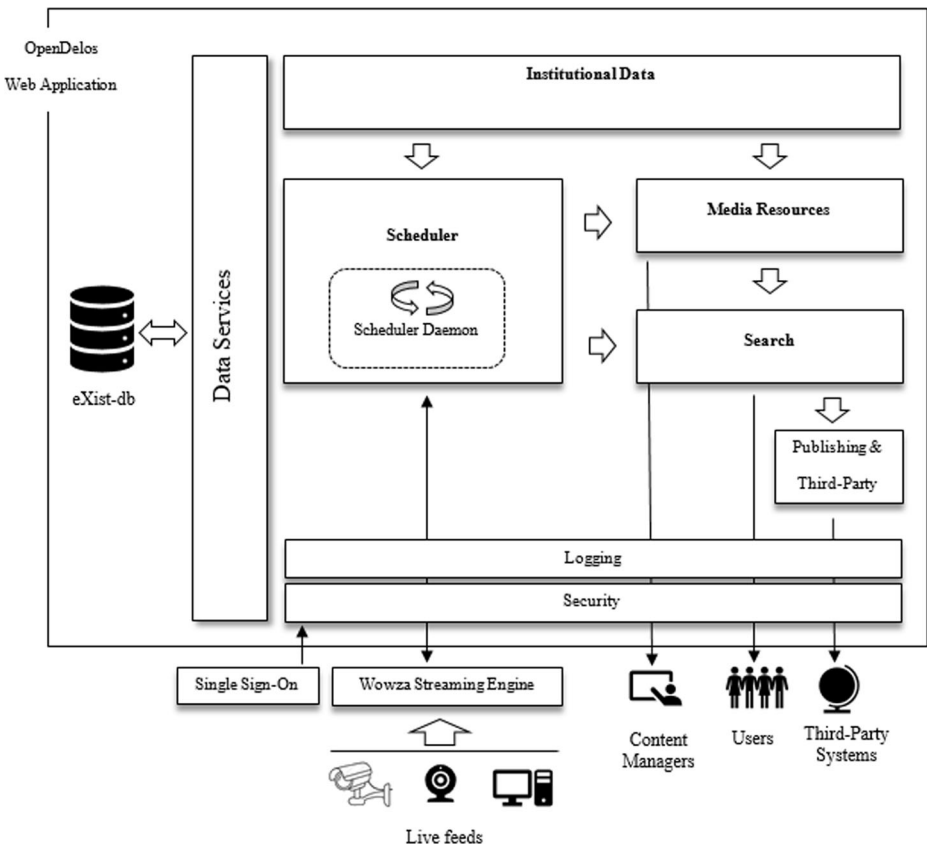 OpenDelos
Web Application
Institutional Data
Data Services
Scheduler
Media Resources
Scheduler Daemon
Search
eXist-db
Publishing &
Third-Party
Logging
Security
Single Sign-On
Wowza Streaming Engine
Content
Managers
Users
Third-Party
Systems
Live feeds